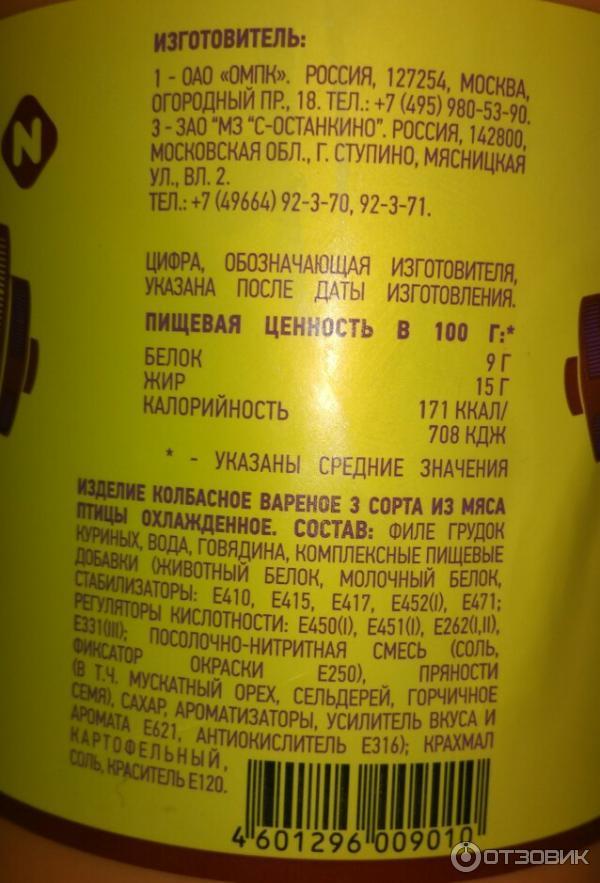 ИЗГОТОВИТЕЛЬ:
1 - ОАО «ОМПК». РОССИЯ, 127254, МОСКВА,
ОГОРОДНЫЙ ПР., 18. ТЕЛ.: +7 (495) 980-53-90.
3 - ЗАО "МЗ "С-ОСТАНКИНО". РОССИЯ, 142800,
МОСКОВСКАЯ ОБЛ., Г. СТУПИНО, МЯСНИЦКАЯ
УЛ., ВЛ. 2.
ТЕЛ.: +7 (49664) 92-3-70, 92-3-71.
N
ЦИФРА, ОБОЗНАЧАЮЩАЯ ИЗГОТОВИТЕЛЯ,
УКАЗАНА ПОСЛЕ ДАТЫ ИЗГОТОВЛЕНИЯ.
ПИЩЕВАЯ ЦЕННОСТЬ В 100 Г:*
БЕЛОК 9 Г
ЖИР 15 Г
КАЛОРИЙНОСТЬ 171 ККАЛ/
708 КДЖ
* - УКАЗАНЫ СРЕДНИЕ ЗНАЧЕНИЯ
ИЗДЕЛИЕ КОЛБАСНОЕ ВАРЕНОЕ 3 СОРТА ИЗ МЯСА
ПТИЦЫ ОХЛАЖДЕННОЕ. СОСТАВ: ФИЛЕ ГРУДОК
КУРИНЫХ, ВОДА, ГОВЯДИНА, КОМПЛЕКСНЫЕ ПИЩЕВЫЕ
ДОБАВКИ (ЖИВОТНЫЙ БЕЛОК, МОЛОЧНЫЙ БЕЛОК,
СТАБИЛИЗАТОРЫ: Е410, Е415, Е417, Е452(I), Е471;
РЕГУЛЯТОРЫ КИСЛОТНОСТИ: Е450(I), Е451(I), Е262(I,II),
Е331(III); ПОСОЛОЧНО-НИТРИТНАЯ СМЕСЬ (СОЛЬ,
ФИКСАТОР ОКРАСКИ Е250), ПРЯНОСТИ
(В Т.Ч. МУСКАТНЫЙ ОРЕХ, СЕЛЬДЕРЕЙ, ГОРЧИЧНОЕ
СЕМЯ), САХАР, АРОМАТИЗАТОРЫ, УСИЛИТЕЛЬ ВКУСА И
АРОМАТА Е621, АНТИОКИСЛИТЕЛЬ Е316); КРАХМАЛ
КАРТОФЕЛЬНЫЙ,
СОЛЬ, КРАСИТЕЛЬ Е120.
4 601296 009010
ОТЗОВИК